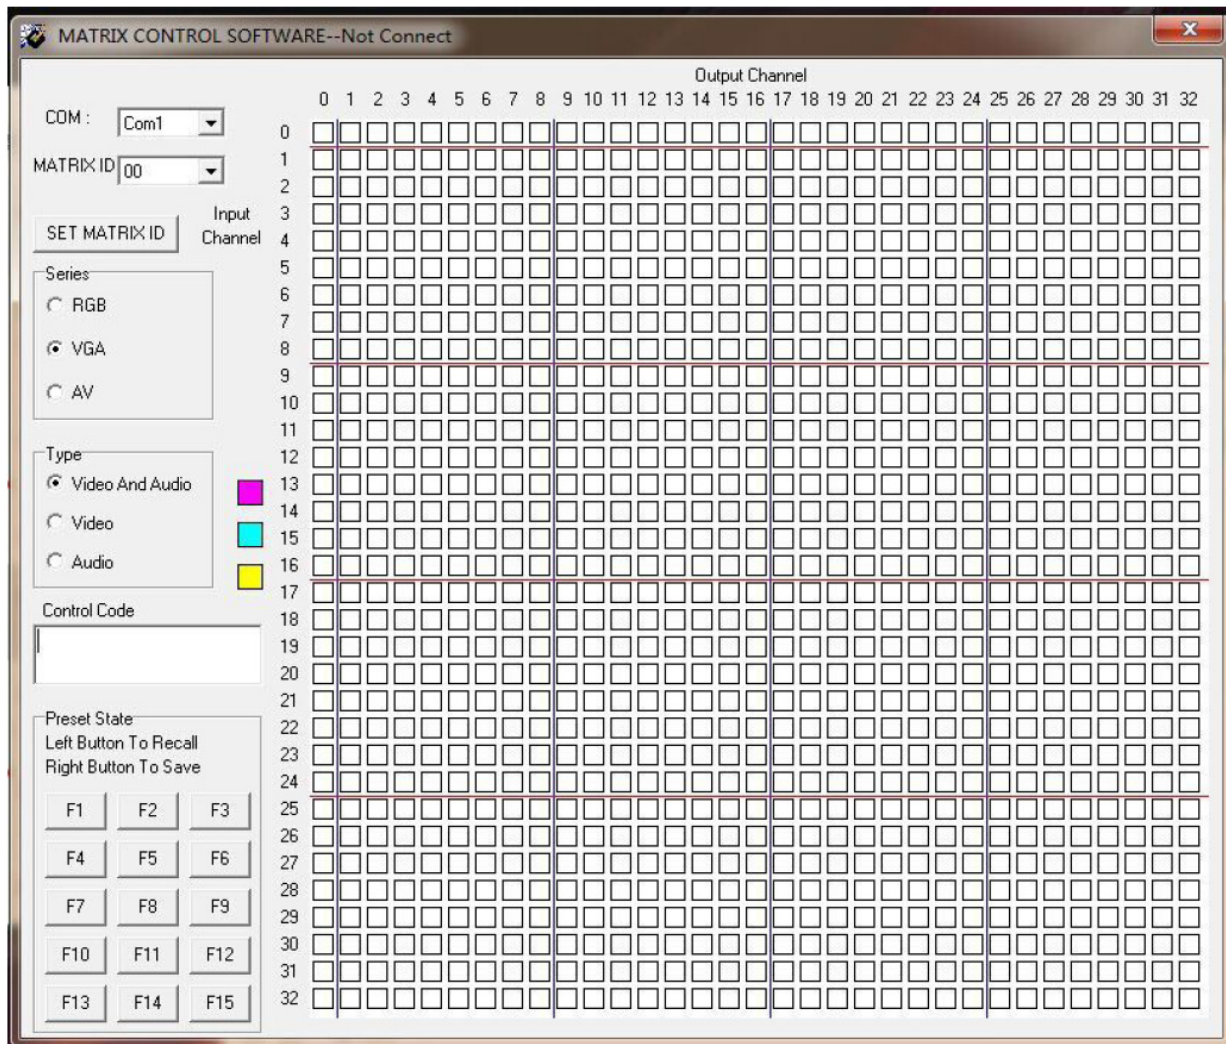 MATRIX CONTROL SOFTWARE--Not Connect
Output Channel
0 1 2 3 4 5 6 7 8 9 10 11 12 13 14 15 16 17 18 19 20 21 22 23 24 25 26 27 28 29 30 31 32
COM :
Com1
MATRIX ID
00
SET MATRIX ID
Input
Channel
Series
RGB
VGA
AV
Type
Video And Audio
Video
Audio
Control Code
Preset State
Left Button To Recall
Right Button To Save
F1 F2 F3
F4 F5 F6
F7 F8 F9
F10 F11 F12
F13 F14 F15
0
1
2
3
4
5
6
7
8
9
10
11
12
13
14
15
16
17
18
19
20
21
22
23
24
25
26
27
28
29
30
31
32